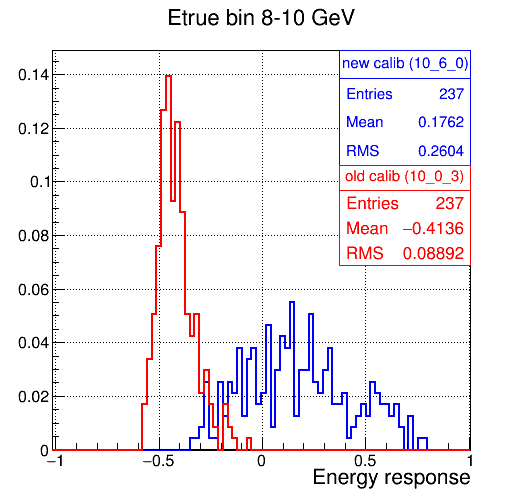 Etrue bin 8-10 GeV
new calib (10_6_0)
Entries 237
Mean 0.1762
RMS 0.2604
old calib (10_0_3)
Entries 237
Mean −0.4136
RMS 0.08892
0.14
0.12
0.1
0.08
0.06
0.04
0.02
0
−1 −0.5 0 0.5 1
Energy response